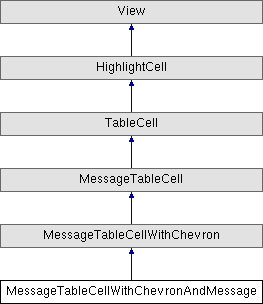 View
HighlightCell
TableCell
MessageTableCell
MessageTableCellWithChevron
MessageTableCellWithChevronAndMessage